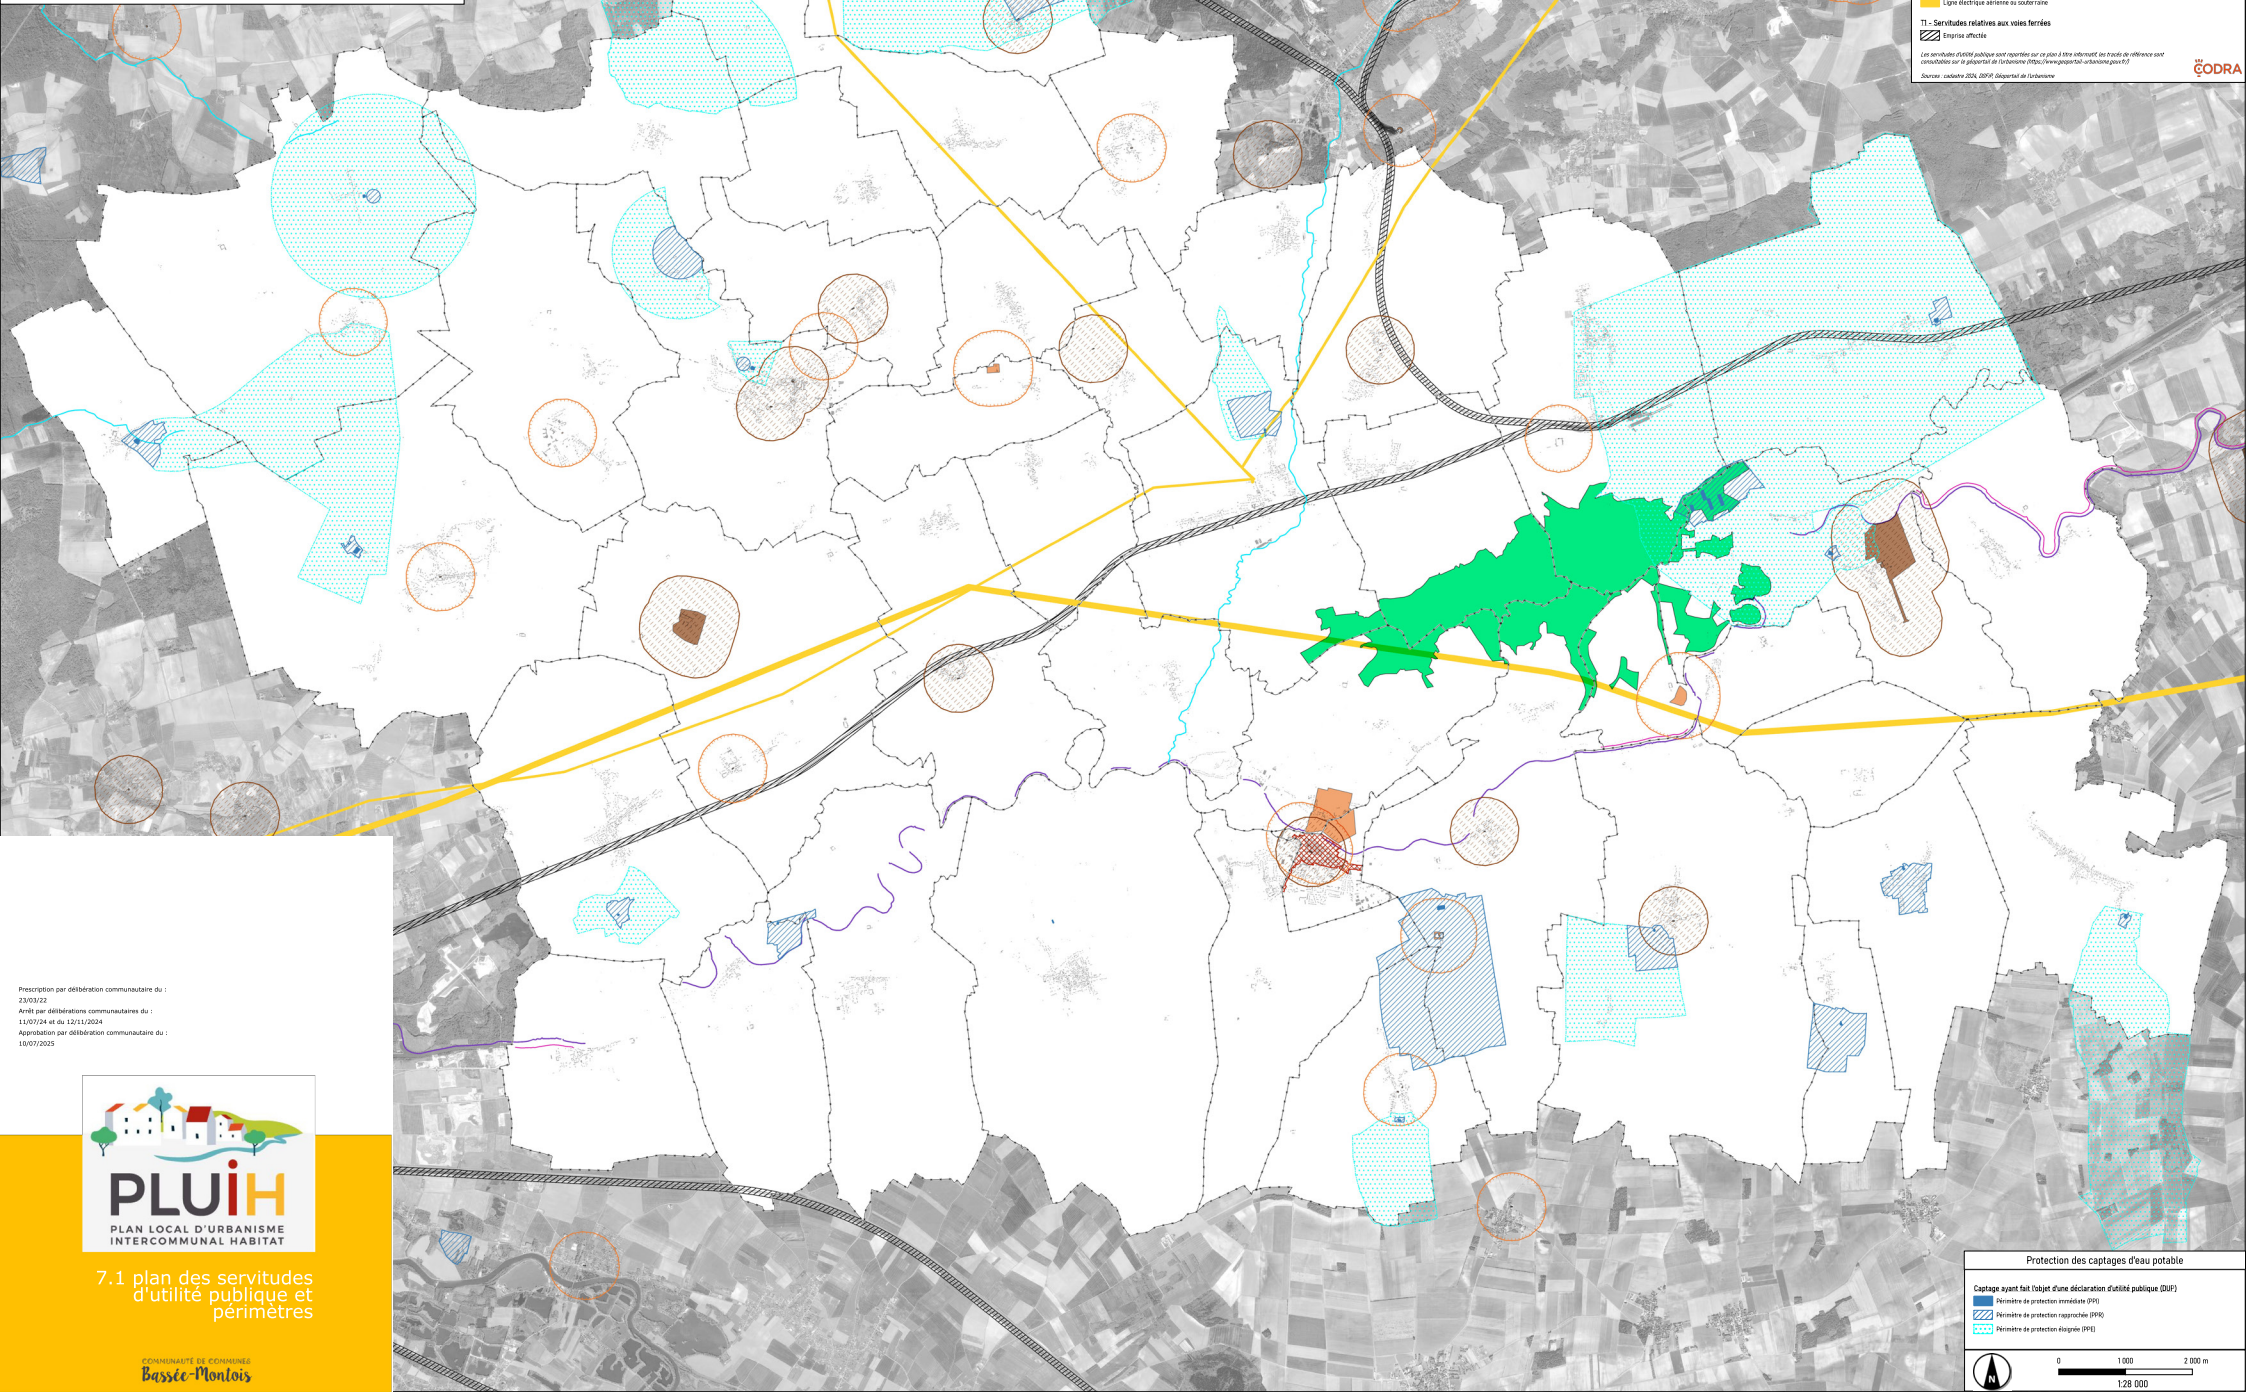 Ligne électrique aérienne ou souterraine
T1 - Servitudes relatives aux voies ferrées
Emprise affectée
Les servitudes d'utilité publique sont reportées sur ce plan à titre informatif, les tracés de référence sont
consultables sur le géoportail de l'urbanisme (https://www.geoportail-urbanisme.gouv.fr/)
Sources : cadastre 2024, DGFiP, Géoportail de l'urbanisme
CODRA
Prescription par délibération communautaire du :
23/03/22
Arrêt par délibérations communautaires du :
11/07/24 et du 12/11/2024
Approbation par délibération communautaire du :
10/07/2025
PLUiH
PLAN LOCAL D'URBANISME
INTERCOMMUNAL HABITAT
7.1 plan des servitudes
d'utilité publique et
périmètres
COMMUNAUTÉ DE COMMUNES
Bassée-Montois
Protection des captages d'eau potable
Captage ayant fait l'objet d'une déclaration d'utilité publique (DUP)
Périmètre de protection immédiate (PPI)
Périmètre de protection rapprochée (PPR)
Périmètre de protection éloignée (PPE)
N
0 1 000 2 000 m
1:28 000